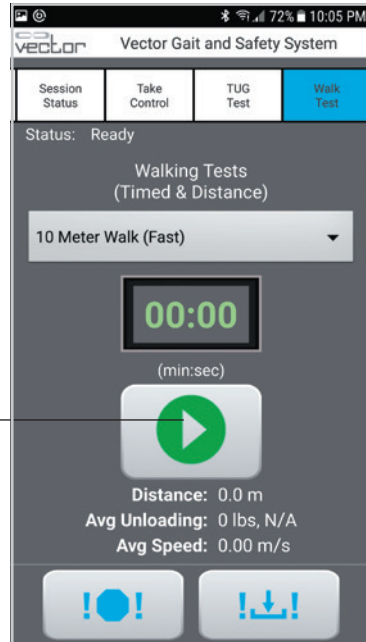 72% 10:05 PM
vector Vector Gait and Safety System
Session Status
Take Control
TUG Test
Walk Test
Status: Ready
Walking Tests
(Timed & Distance)
10 Meter Walk (Fast)
00:00
(min:sec)
Distance: 0.0 m
Avg Unloading: 0 lbs, N/A
Avg Speed: 0.00 m/s
! !
! !